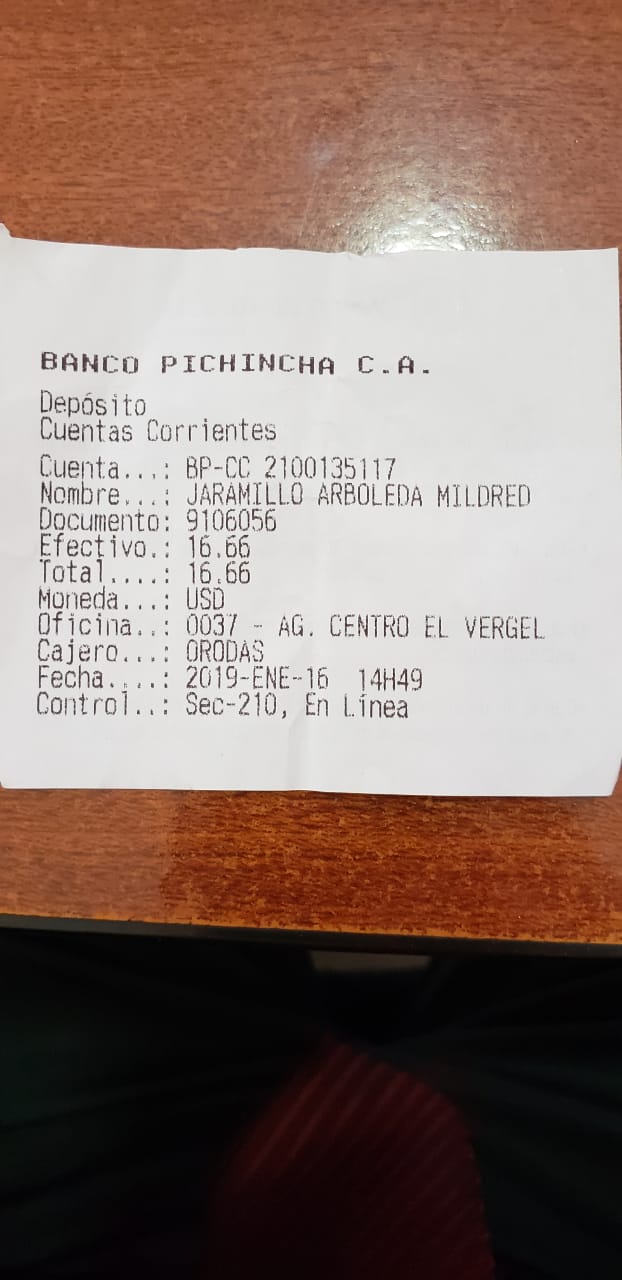 BANCO PICHINCHA C.A.
Depósito
Cuentas Corrientes
Cuenta...: BP-CC 2100135117
Nombre...: JARAMILLO ARBOLEDA MILDRED
Documento: 9106056
Efectivo.: 16.66
Total....: 16.66
Moneda...: USD
Oficina..: 0037 - AG. CENTRO EL VERGEL
Cajero...: ORODAS
Fecha....: 2019-ENE-16  14H49
Control..: Sec-210, En Línea